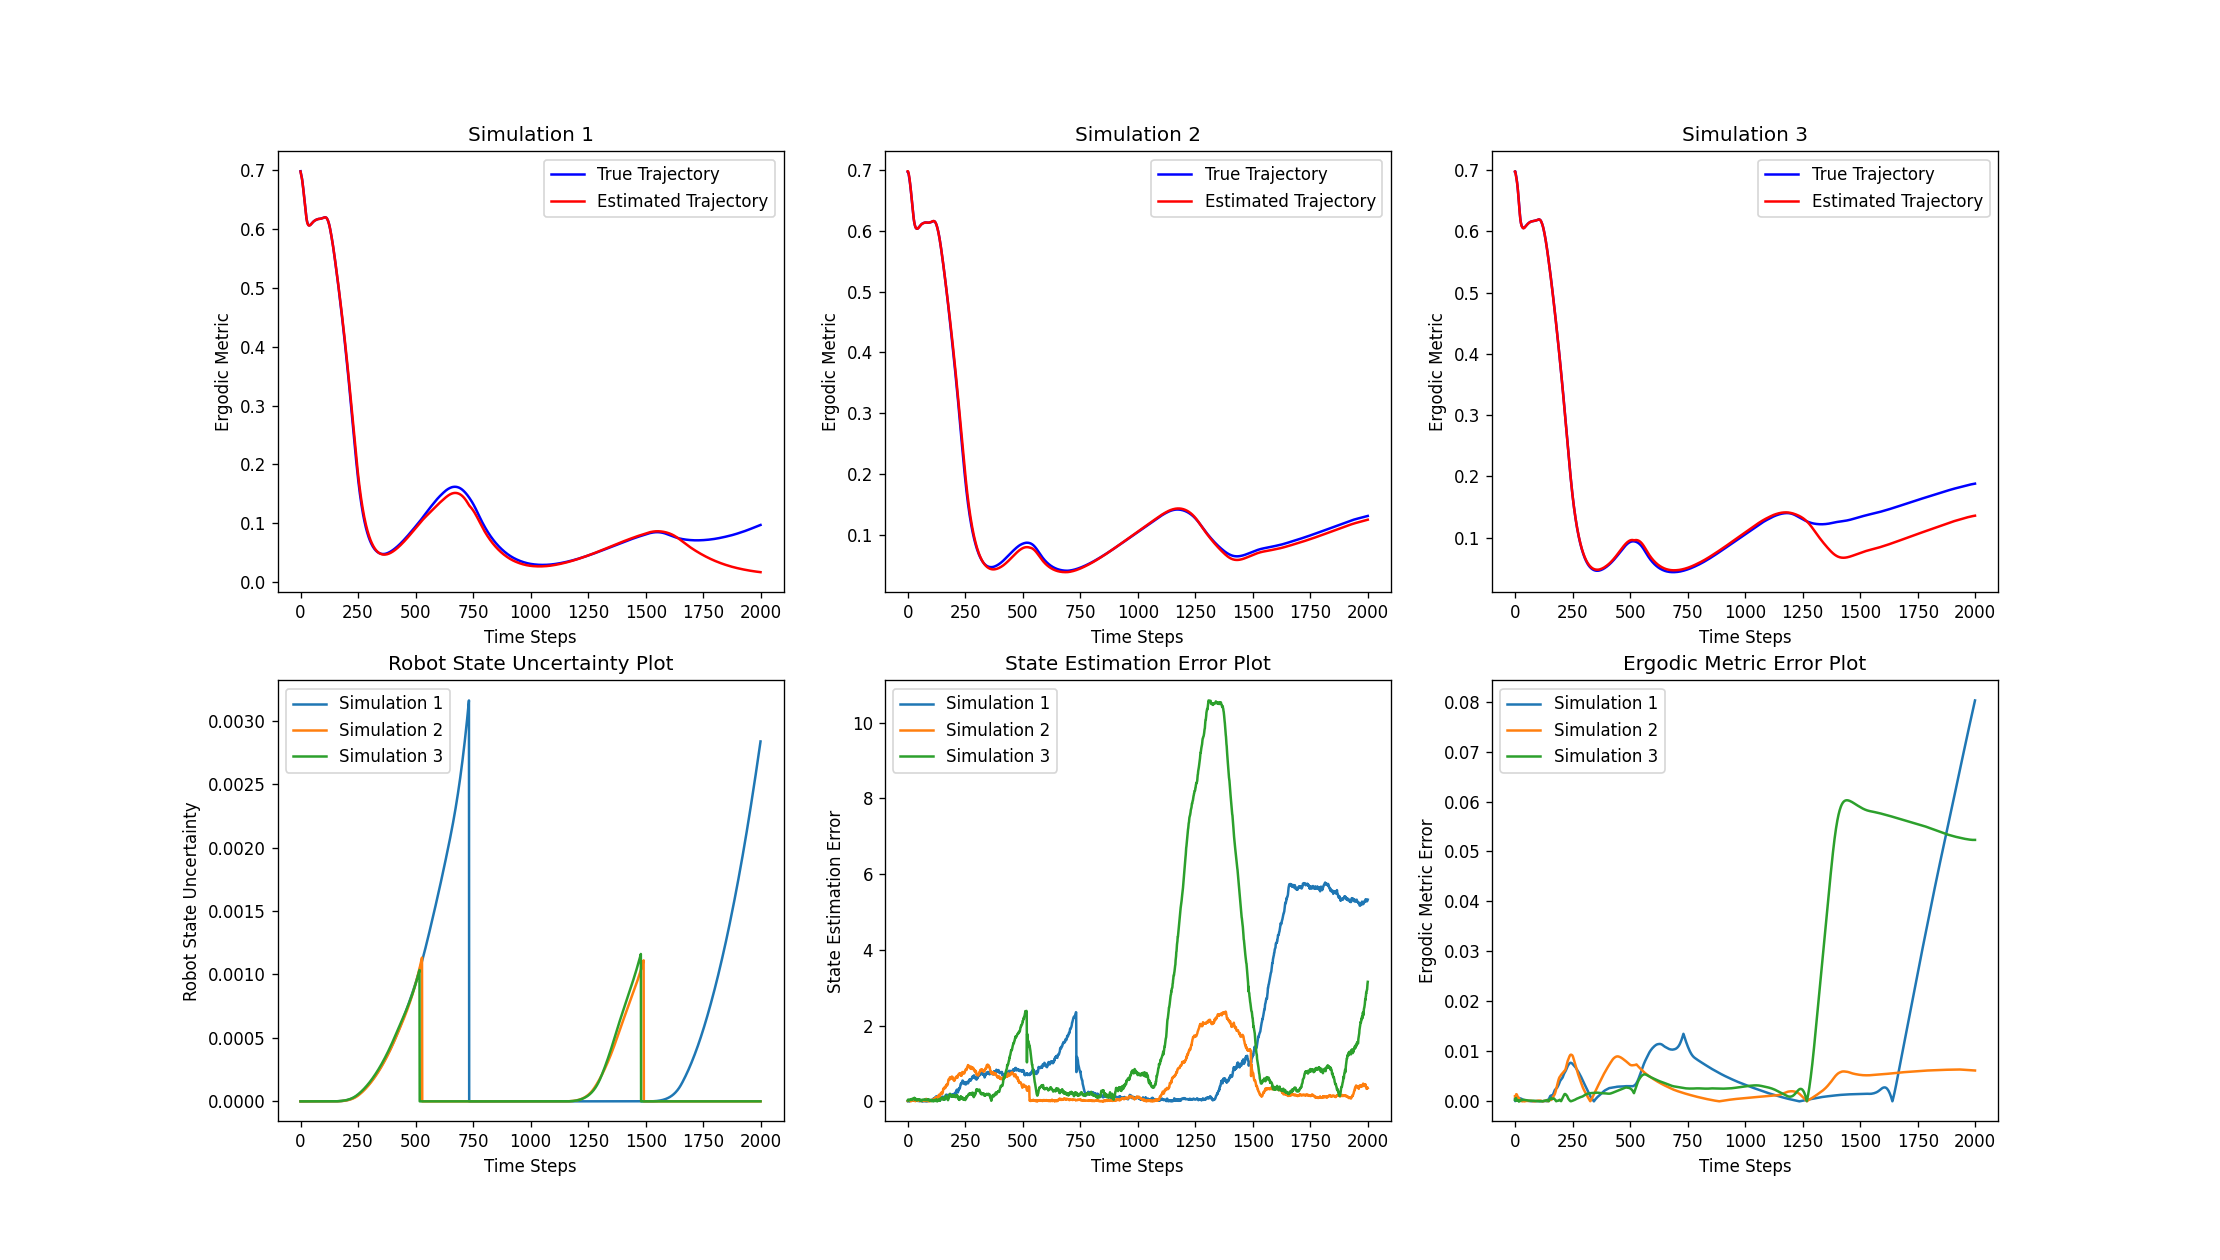 Simulation 1
Ergodic Metric
0.7
0.6
0.5
0.4
0.3
0.2
0.1
0.0
True Trajectory
Estimated Trajectory
0 250 500 750 1000 1250 1500 1750 2000
Time Steps
Simulation 2
Ergodic Metric
0.7
0.6
0.5
0.4
0.3
0.2
0.1
True Trajectory
Estimated Trajectory
0 250 500 750 1000 1250 1500 1750 2000
Time Steps
Simulation 3
Ergodic Metric
0.7
0.6
0.5
0.4
0.3
0.2
0.1
True Trajectory
Estimated Trajectory
0 250 500 750 1000 1250 1500 1750 2000
Time Steps
Robot State Uncertainty Plot
Robot State Uncertainty
0.0030
0.0025
0.0020
0.0015
0.0010
0.0005
0.0000
Simulation 1
Simulation 2
Simulation 3
0 250 500 750 1000 1250 1500 1750 2000
Time Steps
State Estimation Error Plot
State Estimation Error
10
8
6
4
2
0
Simulation 1
Simulation 2
Simulation 3
0 250 500 750 1000 1250 1500 1750 2000
Time Steps
Ergodic Metric Error Plot
Ergodic Metric Error
0.08
0.07
0.06
0.05
0.04
0.03
0.02
0.01
0.00
Simulation 1
Simulation 2
Simulation 3
0 250 500 750 1000 1250 1500 1750 2000
Time Steps